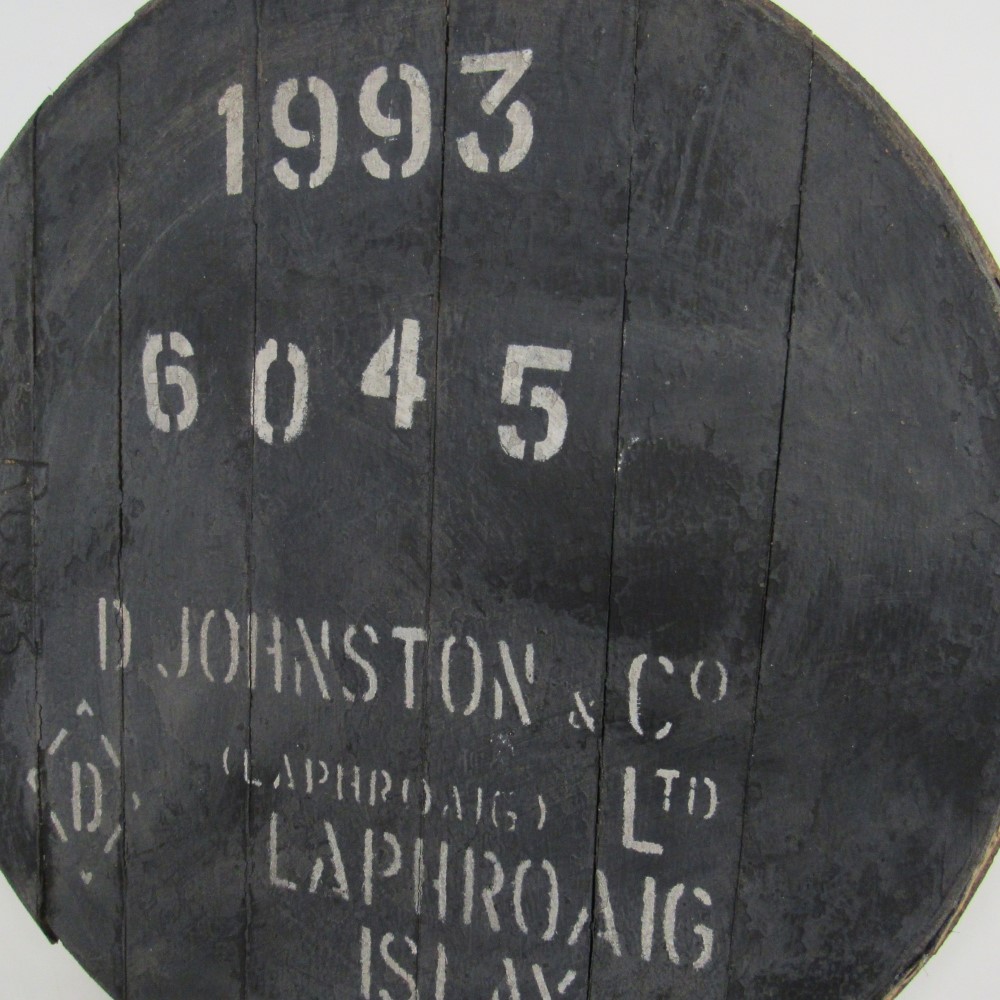 1993
6045
D JOHNSTON & Co
(LAPHROAIG) LTD
D
LAPHROAIG
ISLAY